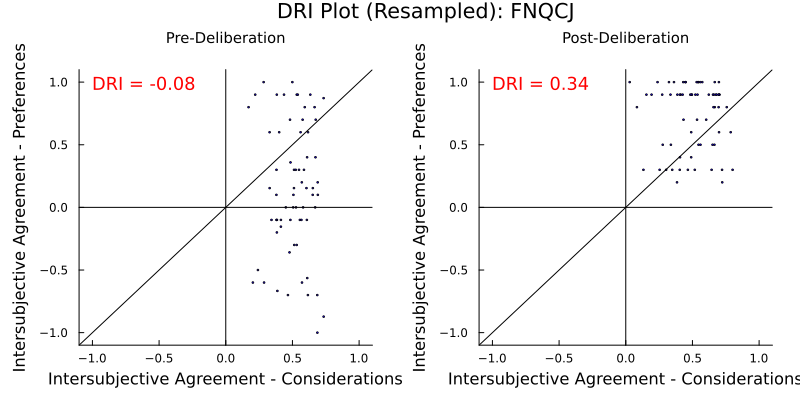 DRI Plot (Resampled): FNQCJ
Pre-Deliberation
DRI = -0.08
Intersubjective Agreement - Preferences
1.0
0.5
0.0
−0.5
−1.0
−1.0 −0.5 0.0 0.5 1.0
Intersubjective Agreement - Considerations
Post-Deliberation
DRI = 0.34
Intersubjective Agreement - Preferences
1.0
0.5
0.0
−0.5
−1.0
−1.0 −0.5 0.0 0.5 1.0
Intersubjective Agreement - Considerations